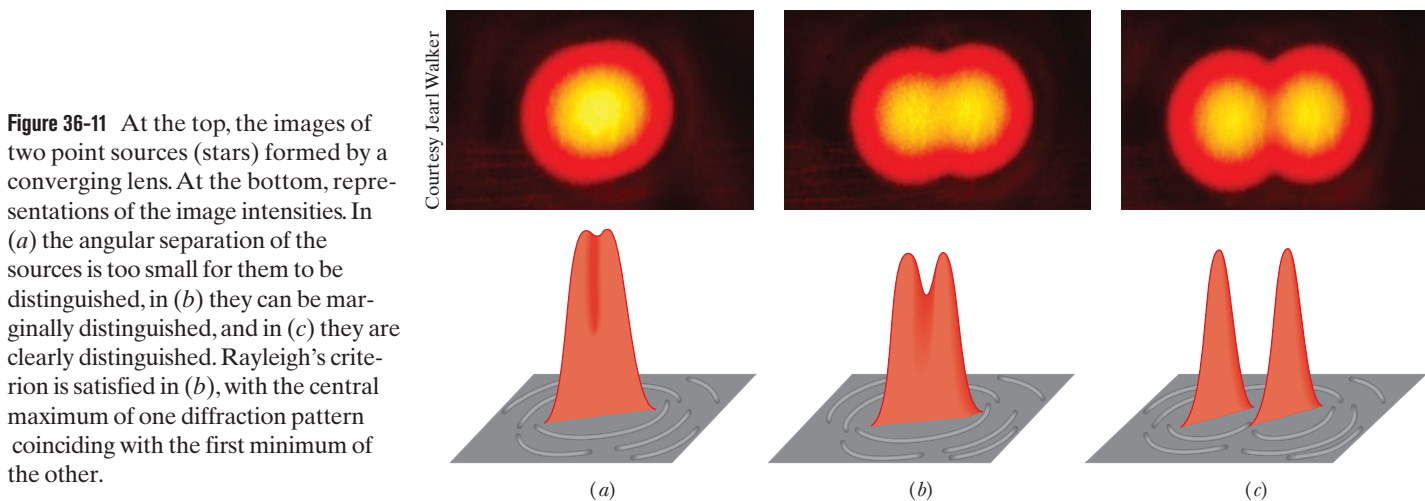 Figure 36-11 At the top, the images of
two point sources (stars) formed by a
converging lens. At the bottom, repre-
sentations of the image intensities. In
(a) the angular separation of the
sources is too small for them to be
distinguished, in (b) they can be mar-
ginally distinguished, and in (c) they are
clearly distinguished. Rayleigh's crite-
rion is satisfied in (b), with the central
maximum of one diffraction pattern
coinciding with the first minimum of
the other.
Courtesy Jearl Walker
(a)
(b)
(c)